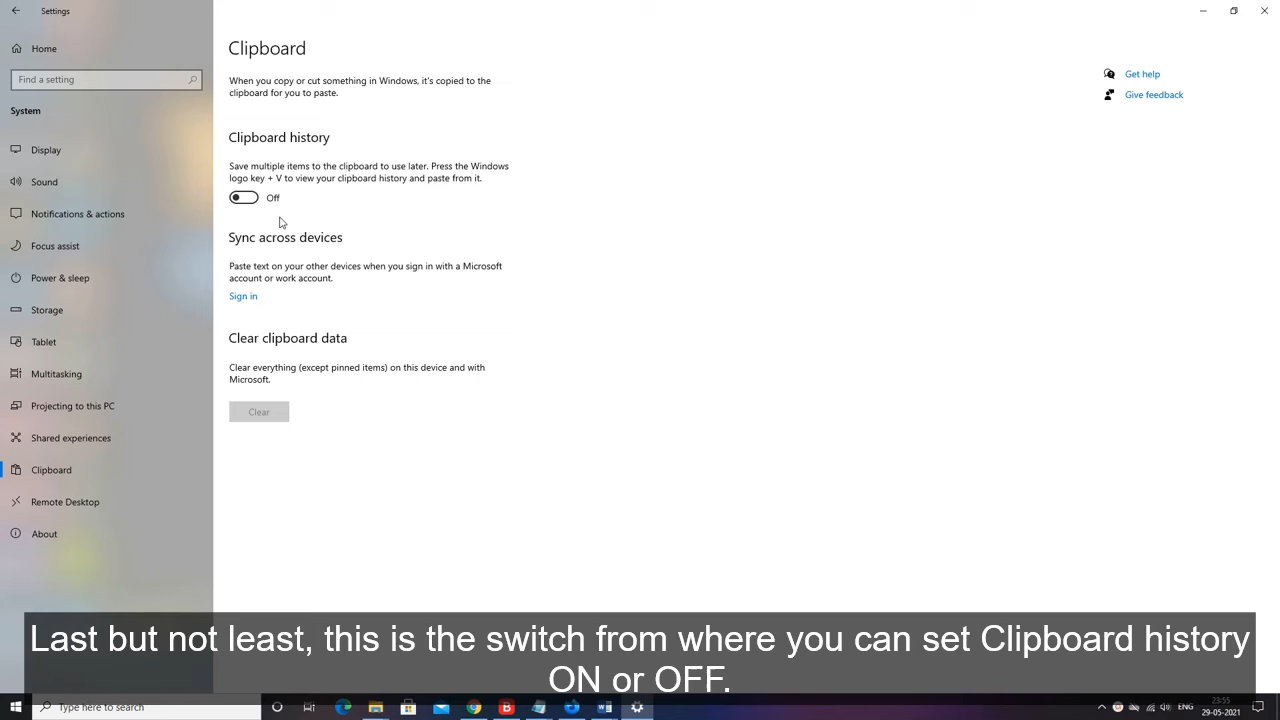 Settings
Home
Find a setting
System
Display
Sound
Notifications & actions
Focus assist
Power & sleep
Storage
Tablet
Multitasking
Projecting to this PC
Shared experiences
Clipboard
Remote Desktop
About
Clipboard
When you copy or cut something in Windows, it's copied to the
clipboard for you to paste.
Clipboard history
Save multiple items to the clipboard to use later. Press the Windows
logo key + V to view your clipboard history and paste from it.
Off
Sync across devices
Paste text on your other devices when you sign in with a Microsoft
account or work account.
Sign in
Clear clipboard data
Clear everything (except pinned items) on this device and with
Microsoft.
Clear
Get help
Give feedback
Last but not least, this is the switch from where you can set Clipboard history
ON or OFF.
Type here to search
ENG
23:55
29-05-2021